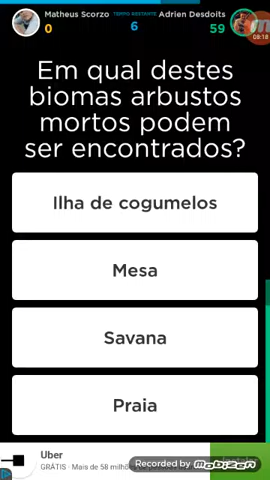 Matheus Scorzo TEMPO RESTANTE Adrien Desdoits
0 6 59
08:18
Em qual destes
biomas arbustos
mortos podem
ser encontrados?
Ilha de cogumelos
Mesa
Savana
Praia
Uber
GRÁTIS · Mais de 58 milhõ
Recorded by Mobizen